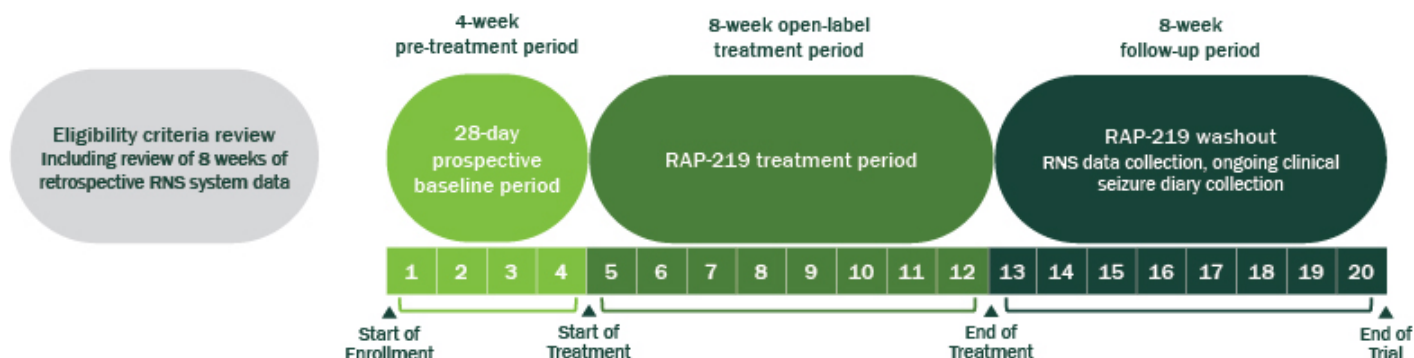 4-week
pre-treatment period
8-week open-label
treatment period
8-week
follow-up period
Eligibility criteria review
Including review of 8 weeks of
retrospective RNS system data
28-day
prospective
baseline period
RAP-219 treatment period
RAP-219 washout
RNS data collection, ongoing clinical
seizure diary collection
1 2 3 4 5 6 7 8 9 10 11 12 13 14 15 16 17 18 19 20
Start of
Enrollment
Start of
Treatment
End of
Treatment
End of
Trial